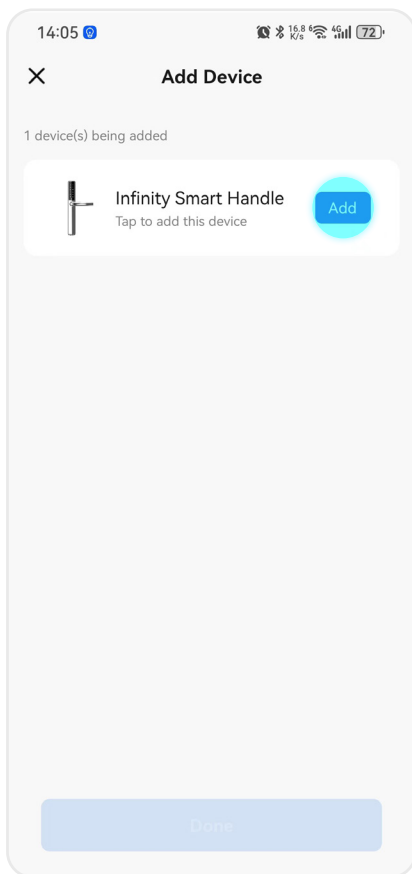 14:05 16.8 K/s 6 4G 72
Add Device
1 device(s) being added
Infinity Smart Handle
Tap to add this device
Add
Done